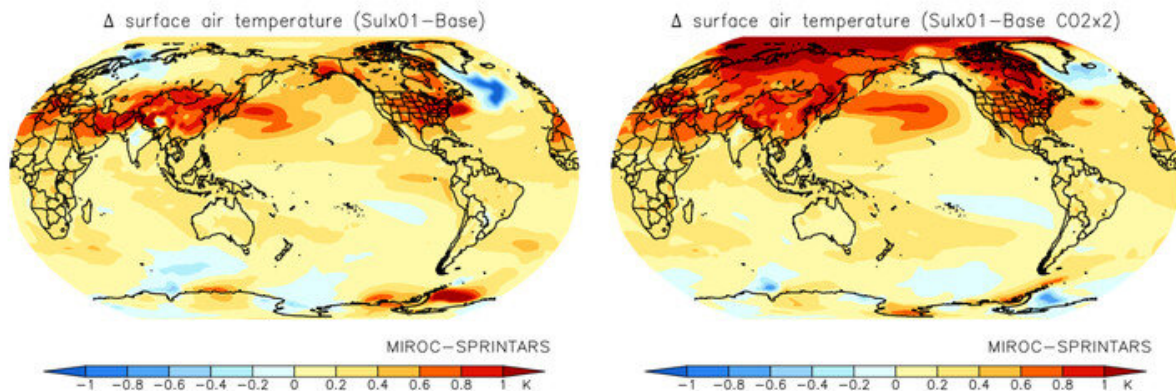 Δ surface air temperature (Sulx01−Base)
MIROC−SPRINTARS
−1 −0.8 −0.6 −0.4 −0.2 0 0.2 0.4 0.6 0.8 1 K
Δ surface air temperature (Sulx01−Base CO2x2)
MIROC−SPRINTARS
−1 −0.8 −0.6 −0.4 −0.2 0 0.2 0.4 0.6 0.8 1 K